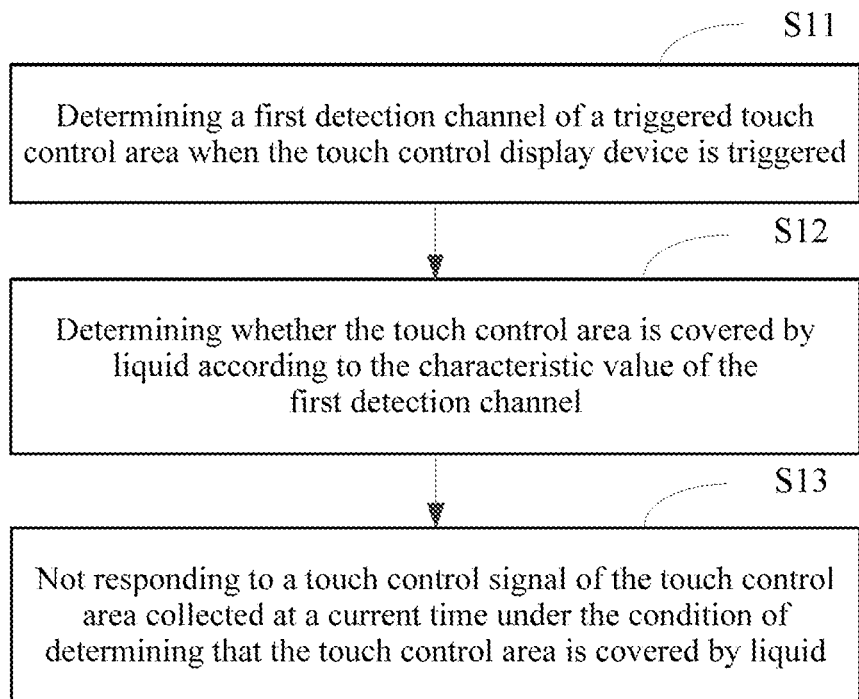 S11
Determining a first detection channel of a triggered touch
control area when the touch control display device is triggered
S12
Determining whether the touch control area is covered by
liquid according to the characteristic value of the
first detection channel
S13
Not responding to a touch control signal of the touch control
area collected at a current time under the condition of
determining that the touch control area is covered by liquid